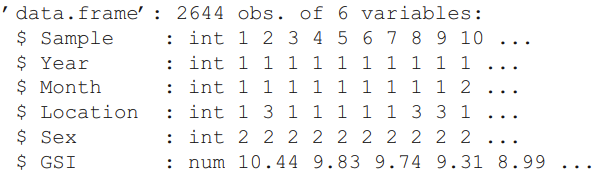 'data.frame': 2644 obs. of 6 variables:
$ Sample : int 1 2 3 4 5 6 7 8 9 10 ...
$ Year : int 1 1 1 1 1 1 1 1 1 1 ...
$ Month : int 1 1 1 1 1 1 1 1 1 2 ...
$ Location : int 1 3 1 1 1 1 1 3 3 1 ...
$ Sex : int 2 2 2 2 2 2 2 2 2 2 ...
$ GSI : num 10.44 9.83 9.74 9.31 8.99 ...